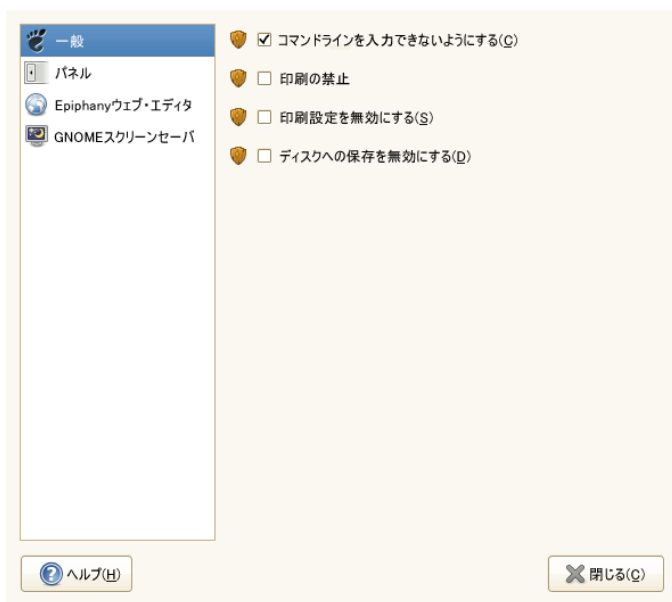 一般
パネル
Epiphanyウェブ・エディタ
GNOMEスクリーンセーバ
コマンドラインを入力できないようにする(C)
印刷の禁止
印刷設定を無効にする(S)
ディスクへの保存を無効にする(D)
ヘルプ(H)
閉じる(C)